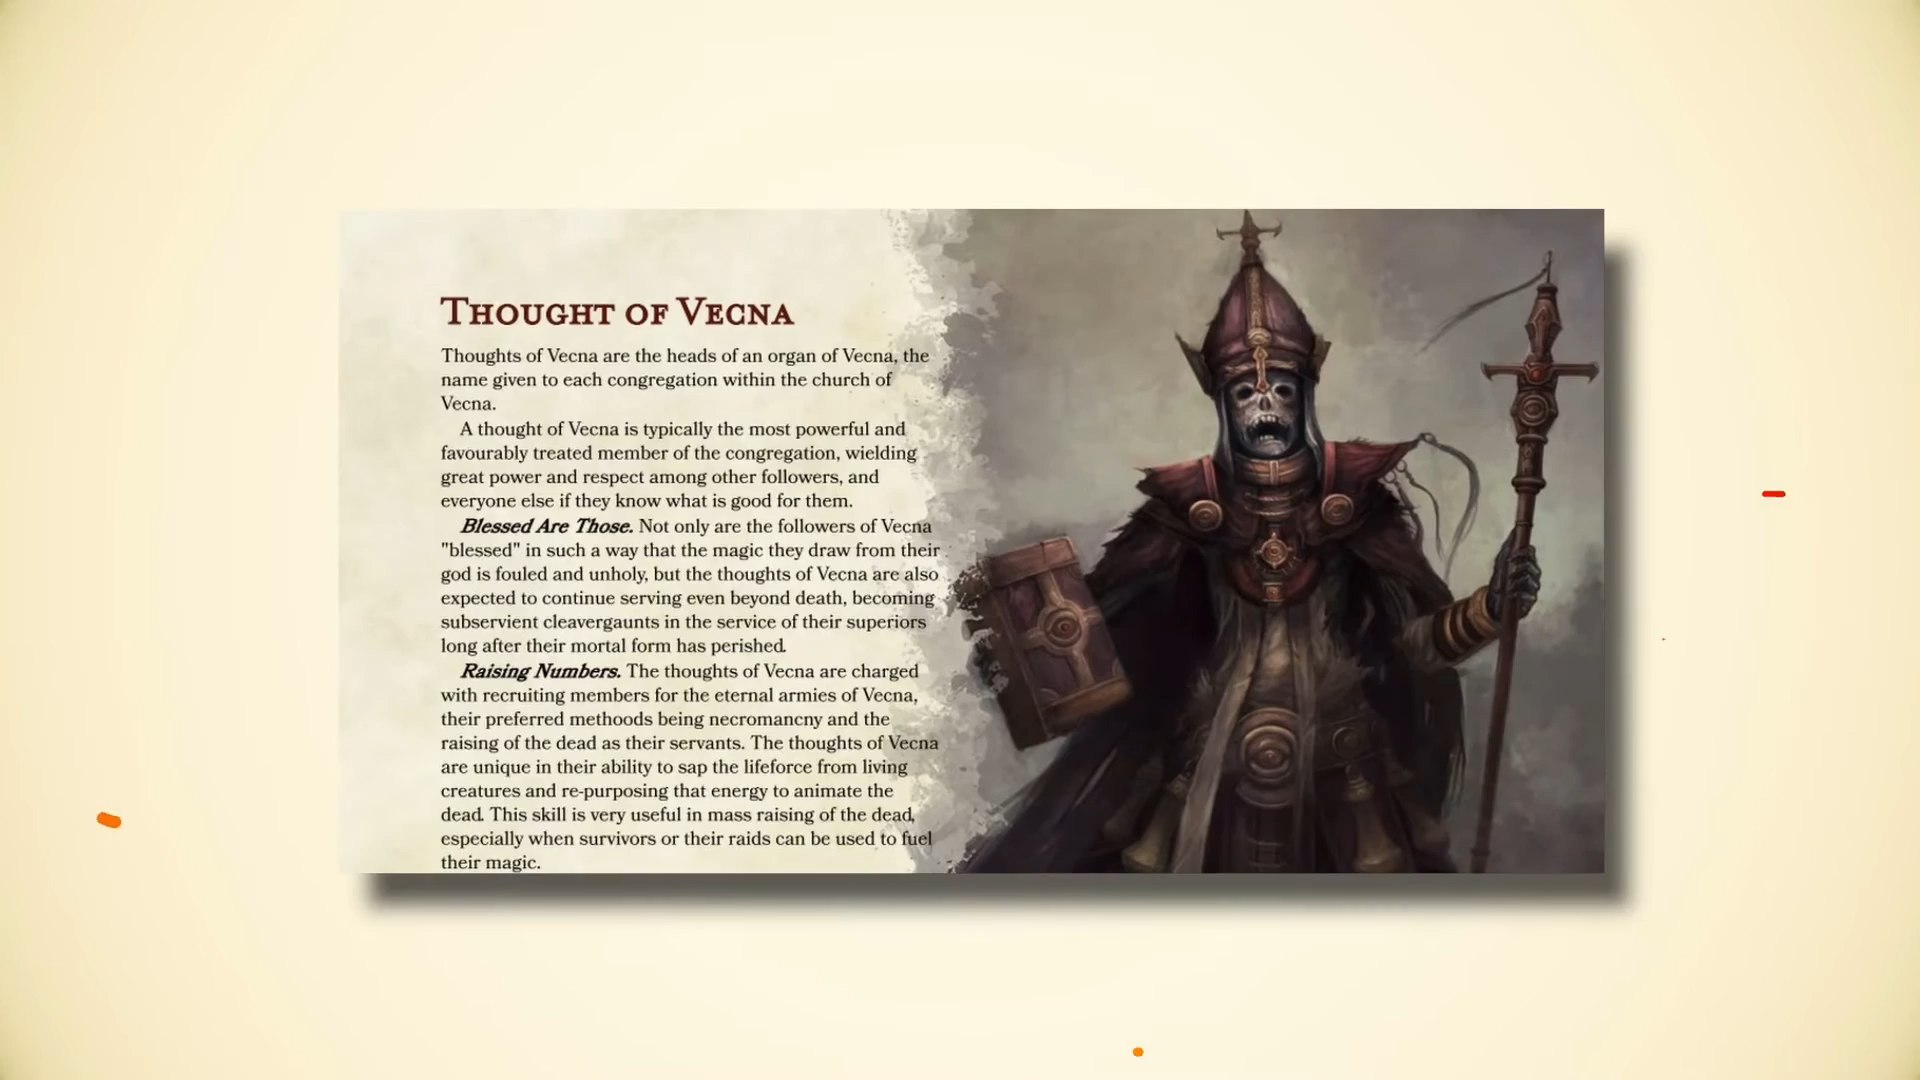 THOUGHT OF VECNA
Thoughts of Vecna are the heads of an organ of Vecna, the
name given to each congregation within the church of
Vecna.
A thought of Vecna is typically the most powerful and
favourably treated member of the congregation, wielding
great power and respect among other followers, and
everyone else if they know what is good for them.
Blessed Are Those. Not only are the followers of Vecna
"blessed" in such a way that the magic they draw from their
god is fouled and unholy, but the thoughts of Vecna are also
expected to continue serving even beyond death, becoming
subservient cleavergaunts in the service of their superiors
long after their mortal form has perished.
Raising Numbers. The thoughts of Vecna are charged
with recruiting members for the eternal armies of Vecna,
their preferred methoods being necromancny and the
raising of the dead as their servants. The thoughts of Vecna
are unique in their ability to sap the lifeforce from living
creatures and re-purposing that energy to animate the
dead. This skill is very useful in mass raising of the dead,
especially when survivors or their raids can be used to fuel
their magic.